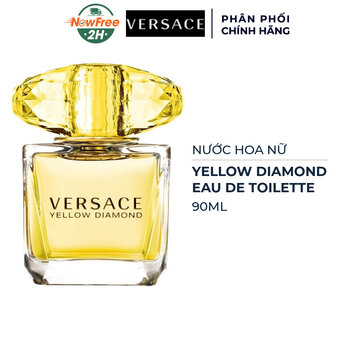 NowFree
2H
VERSACE
PHÂN PHỐI
CHÍNH HÃNG
NƯỚC HOA NỮ
YELLOW DIAMOND
EAU DE TOILETTE
90ML
VERSACE
YELLOW DIAMOND